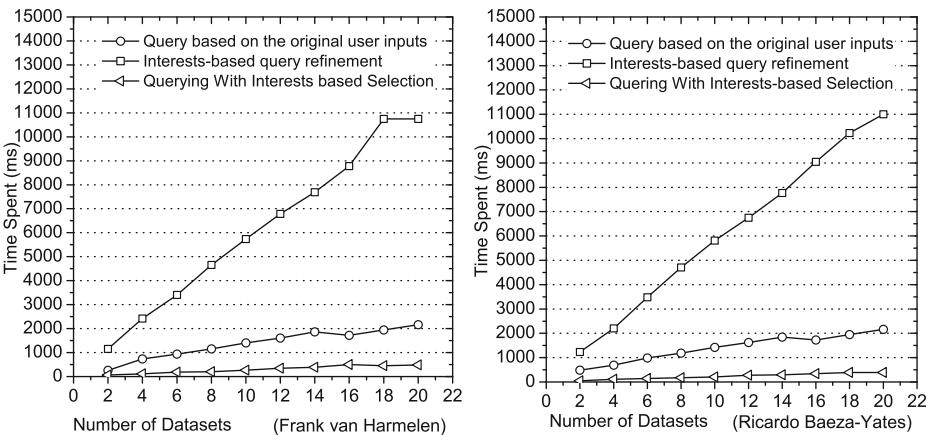 15000
14000
13000
12000
11000
10000
9000
8000
7000
6000
5000
4000
3000
2000
1000
0
Time Spent (ms)
Query based on the original user inputs
Interests-based query refinement
Querying With Interests based Selection
0 2 4 6 8 10 12 14 16 18 20 22
Number of Datasets (Frank van Harmelen)
15000
14000
13000
12000
11000
10000
9000
8000
7000
6000
5000
4000
3000
2000
1000
0
Time Spent (ms)
Query based on the original user inputs
Interests-based query refinement
Quering With Interests-based Selection
0 2 4 6 8 10 12 14 16 18 20 22
Number of Datasets (Ricardo Baeza-Yates)